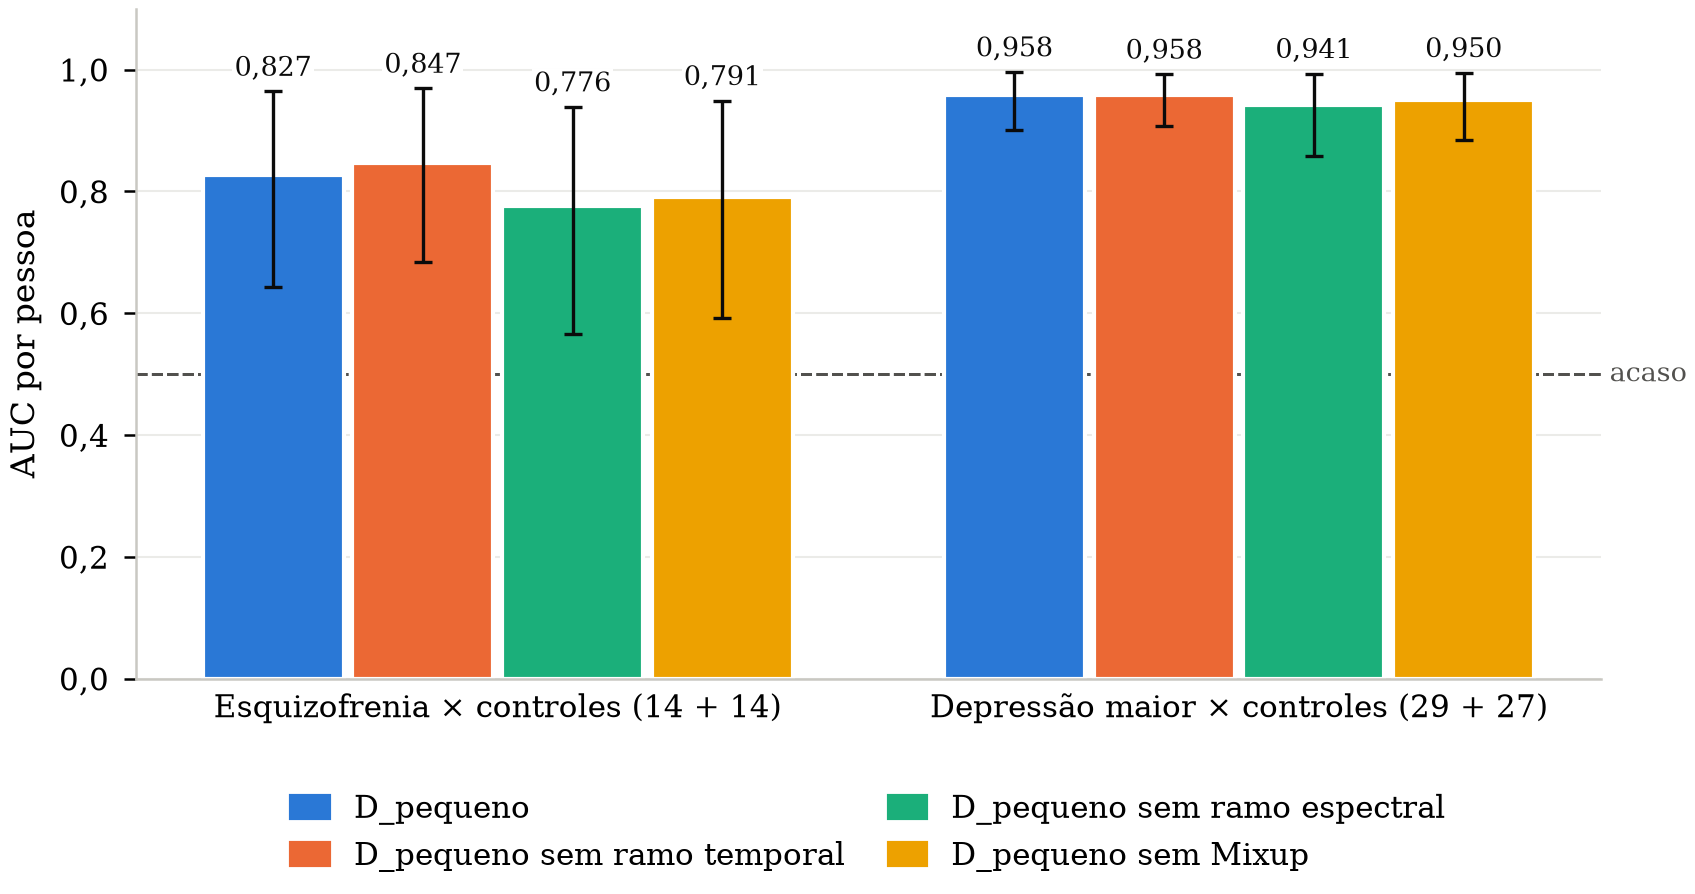 0,827
0,847
0,776
0,791
0,958
0,958
0,941
0,950
1,0
0,8
0,6
0,4
0,2
0,0
AUC por pessoa
acaso
Esquizofrenia × controles (14 + 14)
Depressão maior × controles (29 + 27)
D_pequeno
D_pequeno sem ramo temporal
D_pequeno sem ramo espectral
D_pequeno sem Mixup